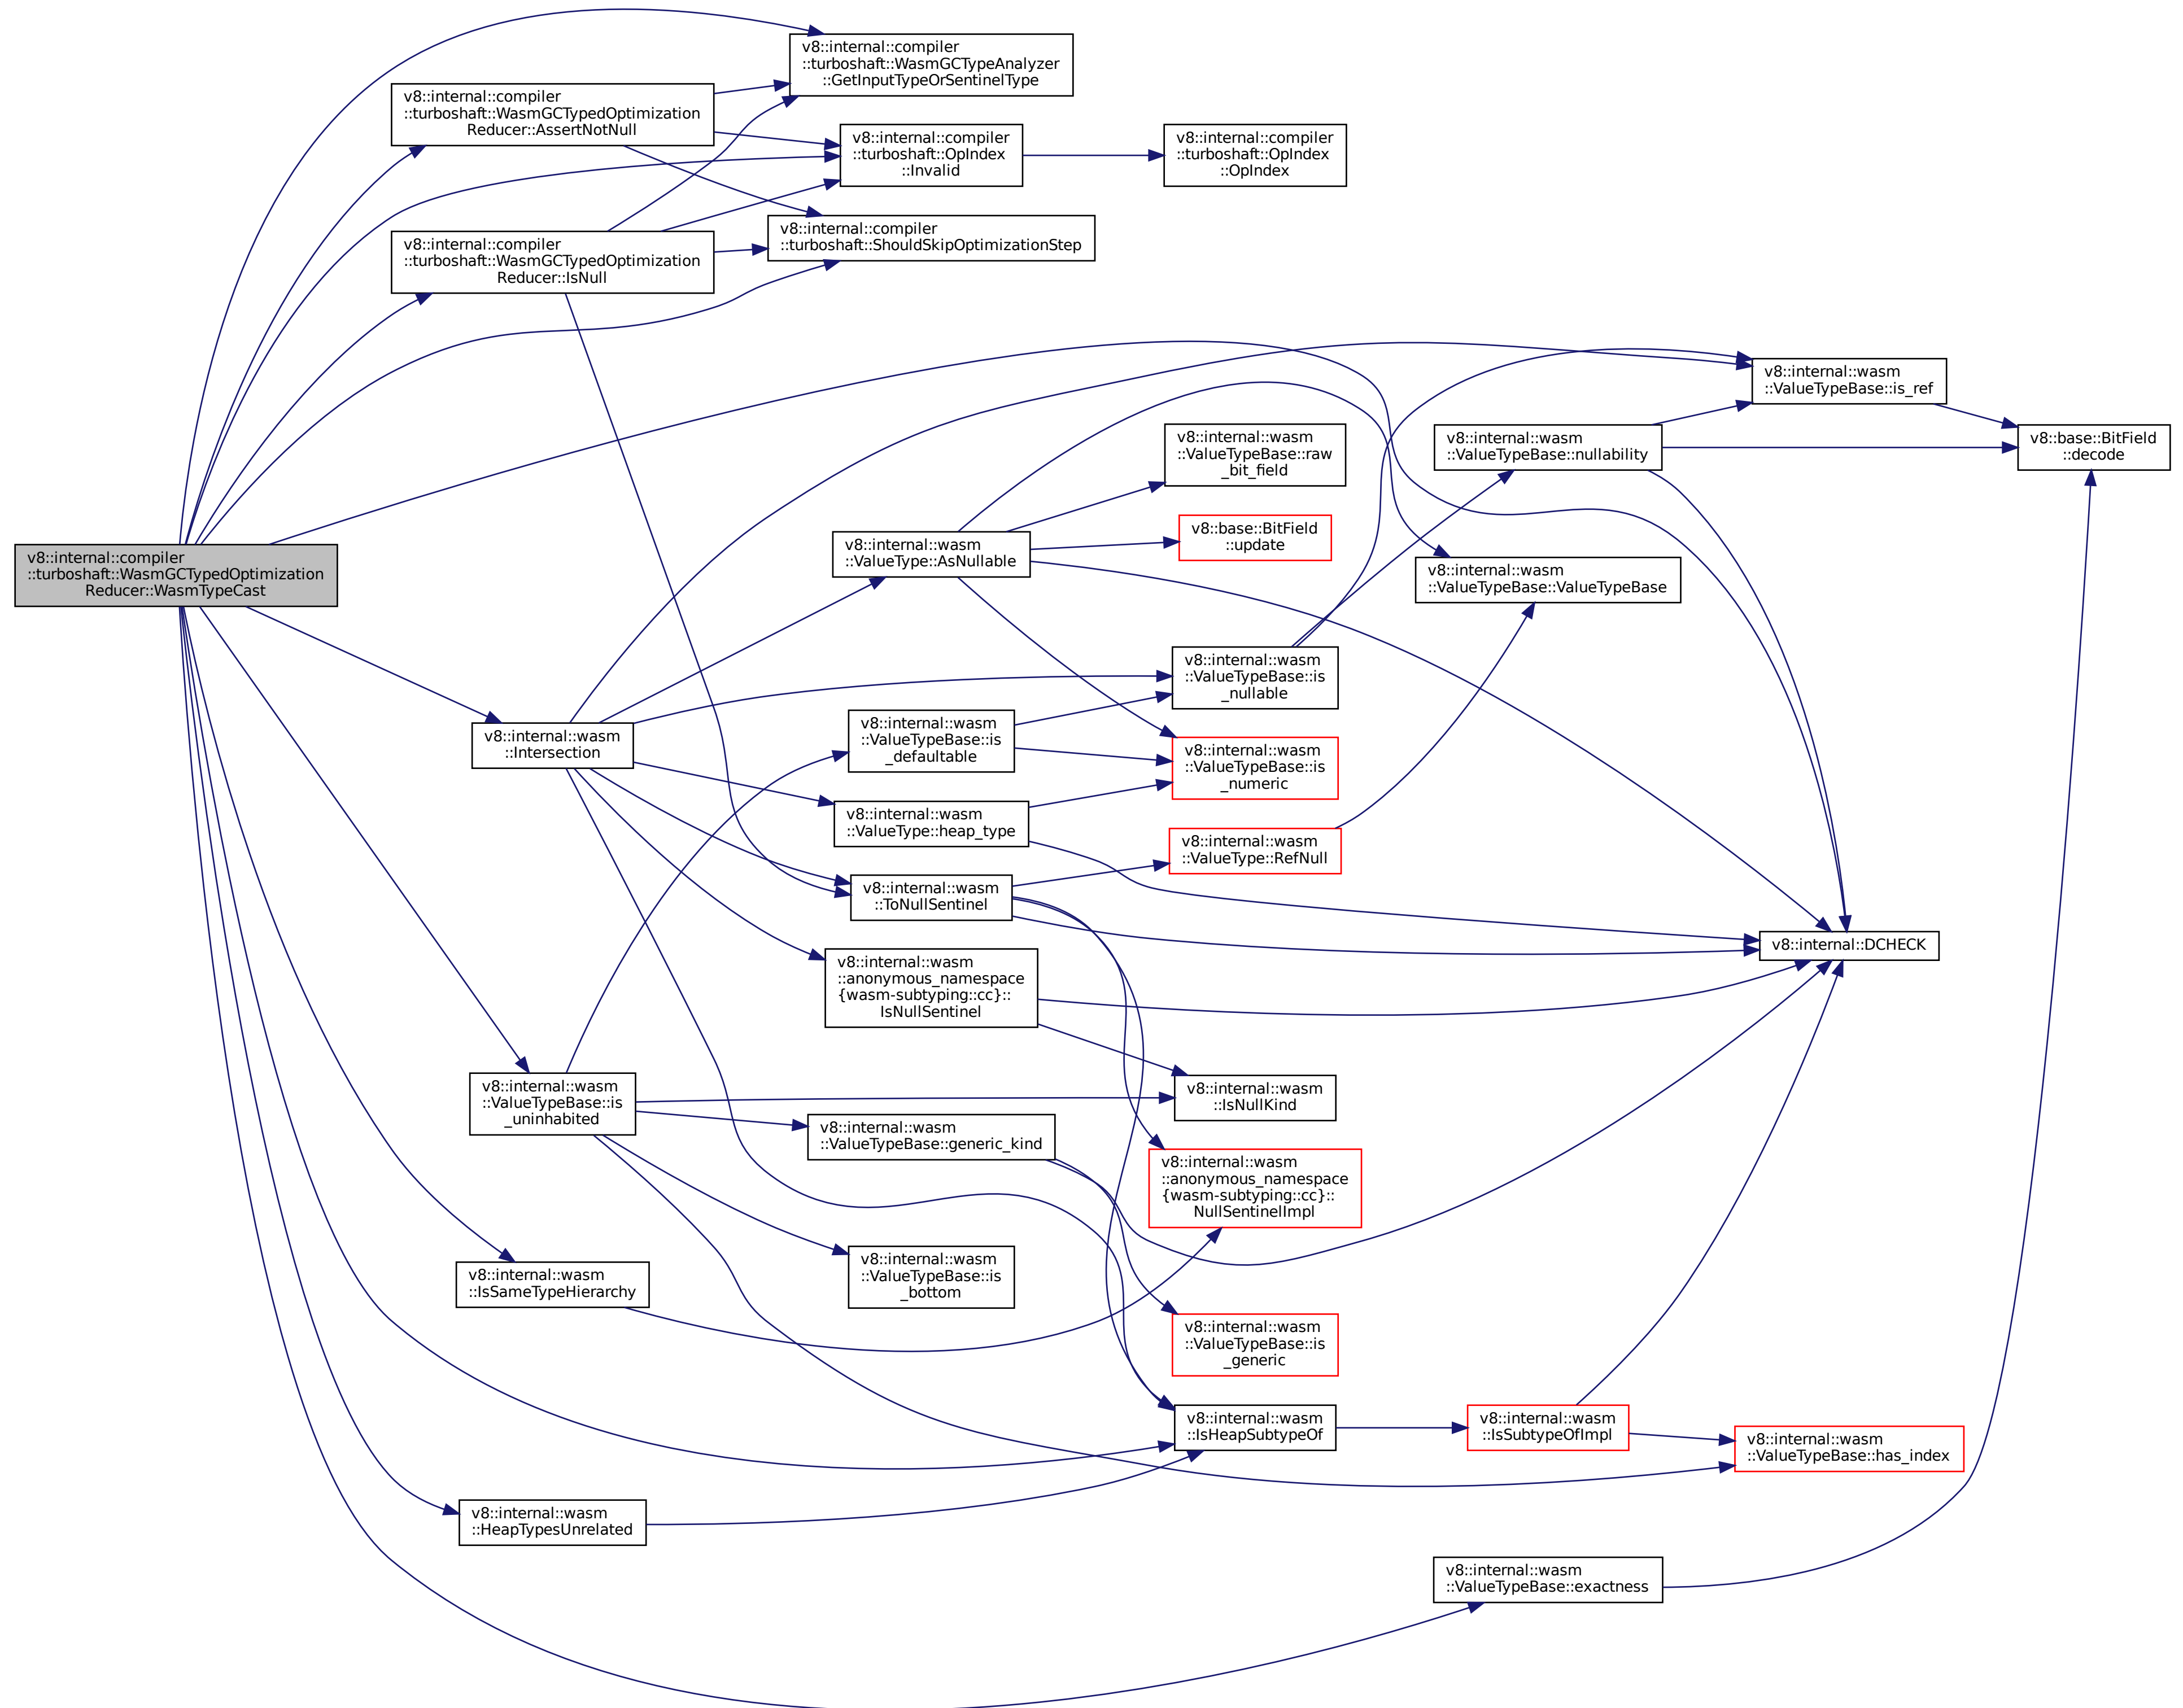 v8::internal::compiler
::turboshaft::WasmGCTypedOptimization
Reducer::WasmTypeCast
v8::internal::compiler
::turboshaft::WasmGCTypeAnalyzer
::GetInputTypeOrSentinelType
v8::internal::compiler
::turboshaft::WasmGCTypedOptimization
Reducer::AssertNotNull
v8::internal::compiler
::turboshaft::OpIndex
::Invalid
v8::internal::compiler
::turboshaft::OpIndex
::OpIndex
v8::internal::compiler
::turboshaft::ShouldSkipOptimizationStep
v8::internal::compiler
::turboshaft::WasmGCTypedOptimization
Reducer::IsNull
v8::internal::wasm
::ValueTypeBase::is_ref
v8::internal::wasm
::ValueTypeBase::raw
_bit_field
v8::internal::wasm
::ValueTypeBase::nullability
v8::base::BitField
::decode
v8::base::BitField
::update
v8::internal::wasm
::ValueType::AsNullable
v8::internal::wasm
::ValueTypeBase::ValueTypeBase
v8::internal::wasm
::ValueTypeBase::is
_nullable
v8::internal::wasm
::Intersection
v8::internal::wasm
::ValueTypeBase::is
_defaultable
v8::internal::wasm
::ValueTypeBase::is
_numeric
v8::internal::wasm
::ValueType::heap_type
v8::internal::wasm
::ValueType::RefNull
v8::internal::wasm
::ToNullSentinel
v8::internal::DCHECK
v8::internal::wasm
::anonymous_namespace
{wasm-subtyping::cc}::
IsNullSentinel
v8::internal::wasm
::ValueTypeBase::is
_uninhabited
v8::internal::wasm
::IsNullKind
v8::internal::wasm
::ValueTypeBase::generic_kind
v8::internal::wasm
::anonymous_namespace
{wasm-subtyping::cc}::
NullSentinelImpl
v8::internal::wasm
::ValueTypeBase::is
_bottom
v8::internal::wasm
::IsSameTypeHierarchy
v8::internal::wasm
::ValueTypeBase::is
_generic
v8::internal::wasm
::IsHeapSubtypeOf
v8::internal::wasm
::IsSubtypeOfImpl
v8::internal::wasm
::ValueTypeBase::has_index
v8::internal::wasm
::HeapTypesUnrelated
v8::internal::wasm
::ValueTypeBase::exactness